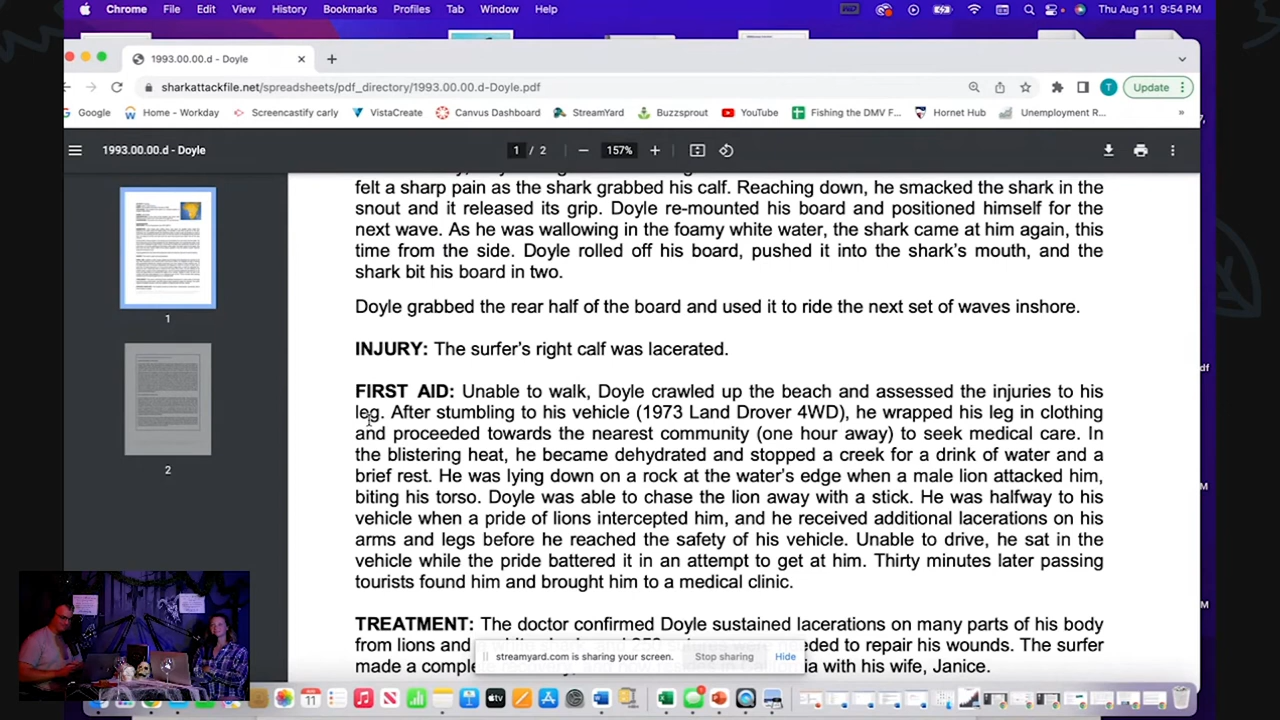 Chrome File Edit View History Bookmarks Profiles Tab Window Help Thu Aug 11 9:54 PM
1993.00.00.d - Doyle
sharkattackfile.net/spreadsheets/pdf_directory/1993.00.00.d-Doyle.pdf Update
Google Home - Workday Screencastify carly VistaCreate Canvus Dashboard StreamYard Buzzsprout YouTube Fishing the DMV F... Hornet Hub Unemployment R... »
1993.00.00.d - Doyle 1 / 2 157%
felt a sharp pain as the shark grabbed his calf. Reaching down, he smacked the shark in the
snout and it released its grip. Doyle re-mounted his board and positioned himself for the
next wave. As he was wallowing in the foamy white water, the shark came at him again, this
time from the side. Doyle rolled off his board, pushed it into the shark's mouth, and the
shark bit his board in two.
Doyle grabbed the rear half of the board and used it to ride the next set of waves inshore.
INJURY: The surfer's right calf was lacerated.
FIRST AID: Unable to walk, Doyle crawled up the beach and assessed the injuries to his
leg. After stumbling to his vehicle (1973 Land Drover 4WD), he wrapped his leg in clothing
and proceeded towards the nearest community (one hour away) to seek medical care. In
the blistering heat, he became dehydrated and stopped a creek for a drink of water and a
brief rest. He was lying down on a rock at the water's edge when a male lion attacked him,
biting his torso. Doyle was able to chase the lion away with a stick. He was halfway to his
vehicle when a pride of lions intercepted him, and he received additional lacerations on his
arms and legs before he reached the safety of his vehicle. Unable to drive, he sat in the
vehicle while the pride battered it in an attempt to get at him. Thirty minutes later passing
tourists found him and brought him to a medical clinic.
TREATMENT: The doctor confirmed Doyle sustained lacerations on many parts of his body
from lions and to repair his wounds. The surfer
made a with his wife, Janice.
streamyard.com is sharing your screen. Stop sharing Hide
1
2